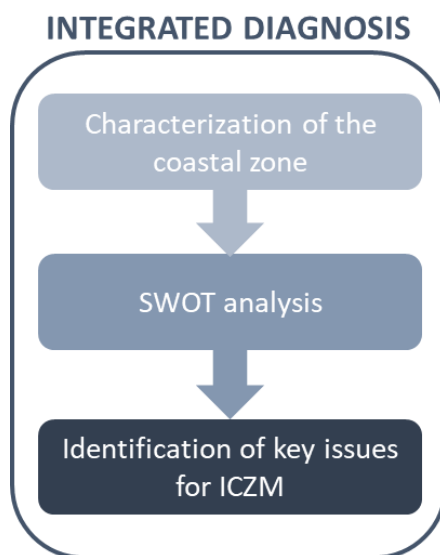 INTEGRATED DIAGNOSIS
Characterization of the
coastal zone
SWOT analysis
Identification of key issues
for ICZM